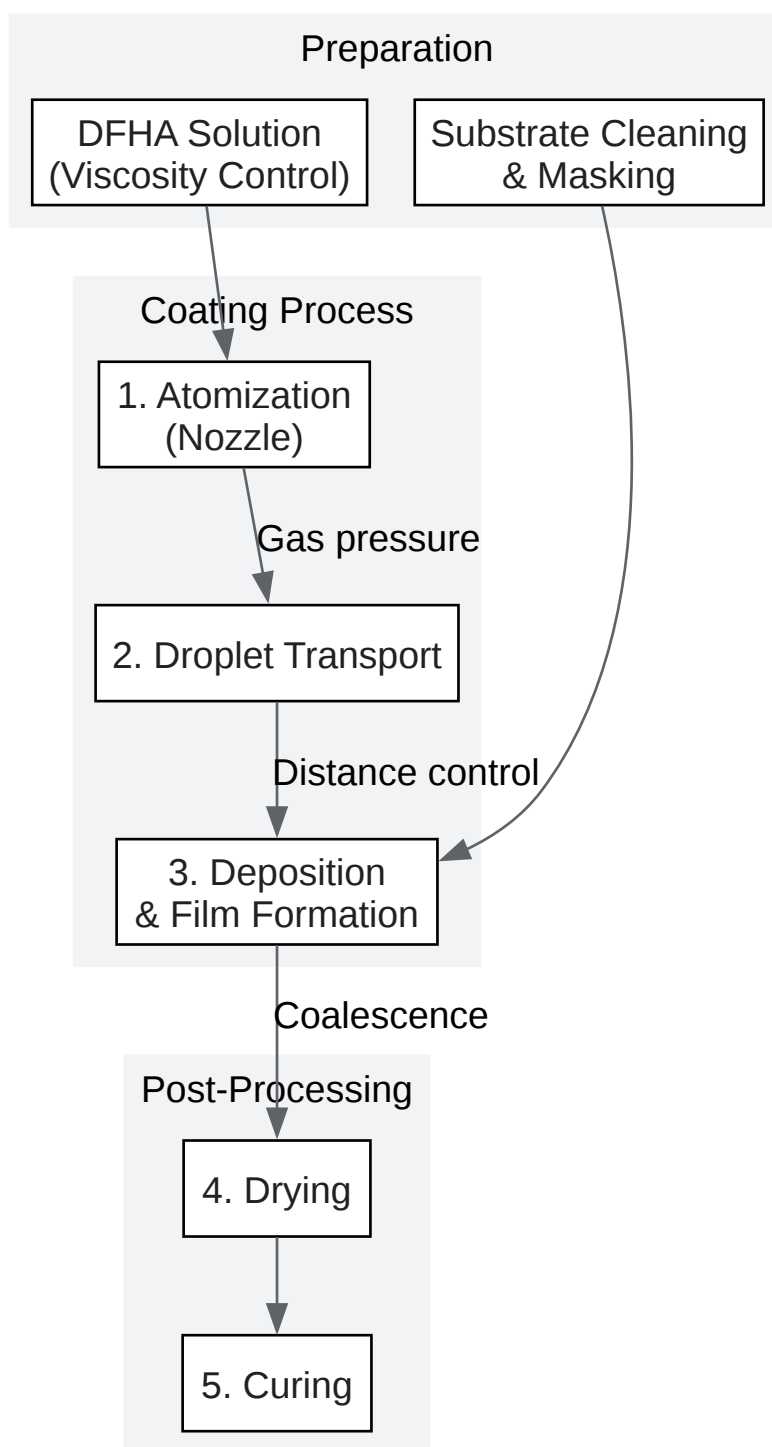 Preparation
DFHA Solution
(Viscosity Control)
Substrate Cleaning
& Masking
Coating Process
1. Atomization
(Nozzle)
Gas pressure
2. Droplet Transport
Distance control
3. Deposition
& Film Formation
Coalescence
Post-Processing
4. Drying
5. Curing